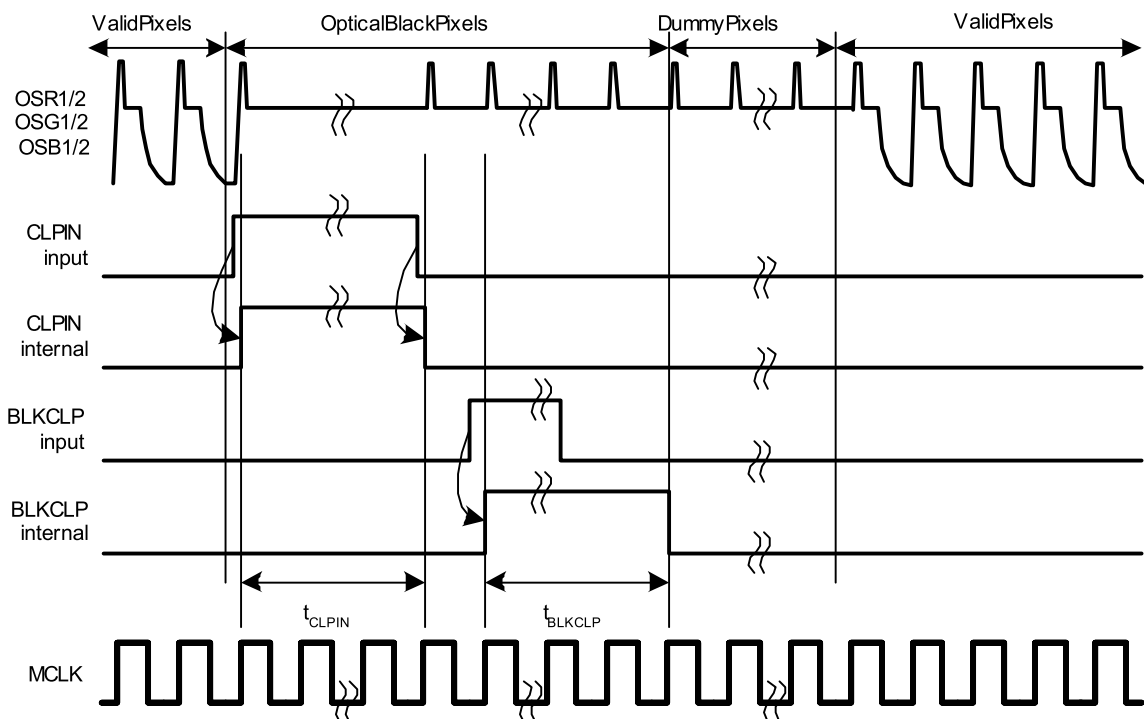 ValidPixels OpticalBlackPixels DummyPixels ValidPixels
OSR1/2
OSG1/2
OSB1/2
CLPIN
input
CLPIN
internal
BLKCLP
input
BLKCLP
internal
tCLPIN tBLKCLP
MCLK